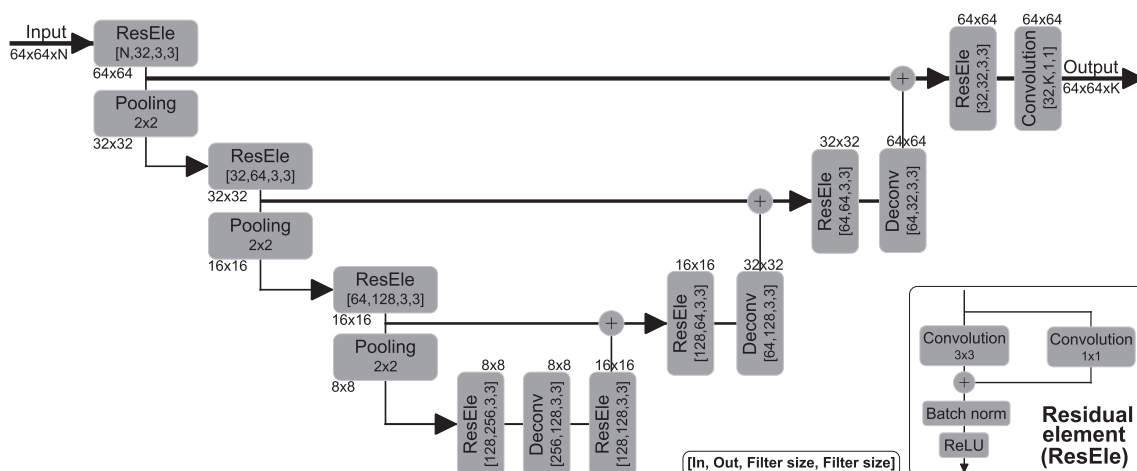 Input
64x64xN
ResEle
[N,32,3,3]
64x64
Pooling
2x2
32x32
ResEle
[32,64,3,3]
32x32
Pooling
2x2
16x16
ResEle
[64,128,3,3]
16x16
Pooling
2x2
8x8
8x8
ResEle
[128,256,3,3]
8x8
Deconv
[256,128,3,3]
16x16
ResEle
[128,128,3,3]
+
16x16
ResEle
[128,64,3,3]
32x32
Deconv
[64,128,3,3]
+
32x32
ResEle
[64,64,3,3]
64x64
Deconv
[64,32,3,3]
+
64x64
ResEle
[32,32,3,3]
64x64
Convolution
[32,K,1,1]
Output
64x64xK
[In, Out, Filter size, Filter size]
Convolution
3x3
Convolution
1x1
+
Batch norm
ReLU
Residual
element
(ResEle)